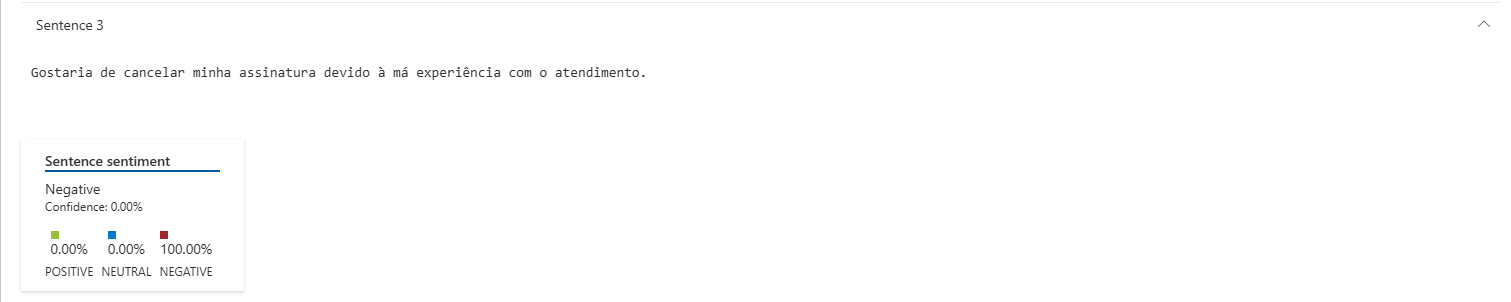 Sentence 3
Gostaria de cancelar minha assinatura devido à má experiência com o atendimento.
Sentence sentiment
Negative
Confidence: 0.00%
0.00% 0.00% 100.00%
POSITIVE NEUTRAL NEGATIVE